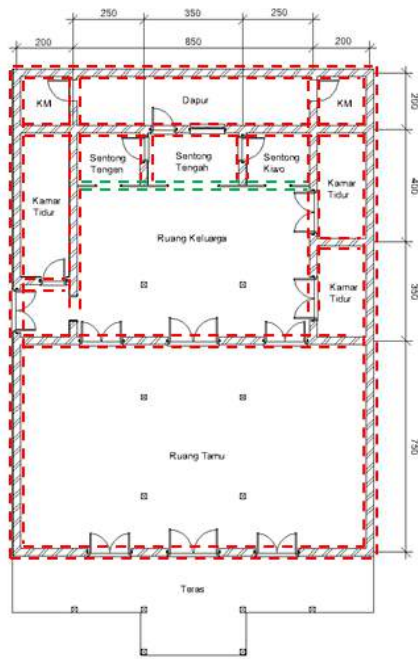 250 350 250
200 850 200
KM Dapur KM
200
Sentong Tengen
Sentong Tengah
Sentong Kiwo
400
Kamar Tidur
Kamar Tidur
Ruang Keluarga
Kamar Tidur
350
Ruang Tamu
750
Teras